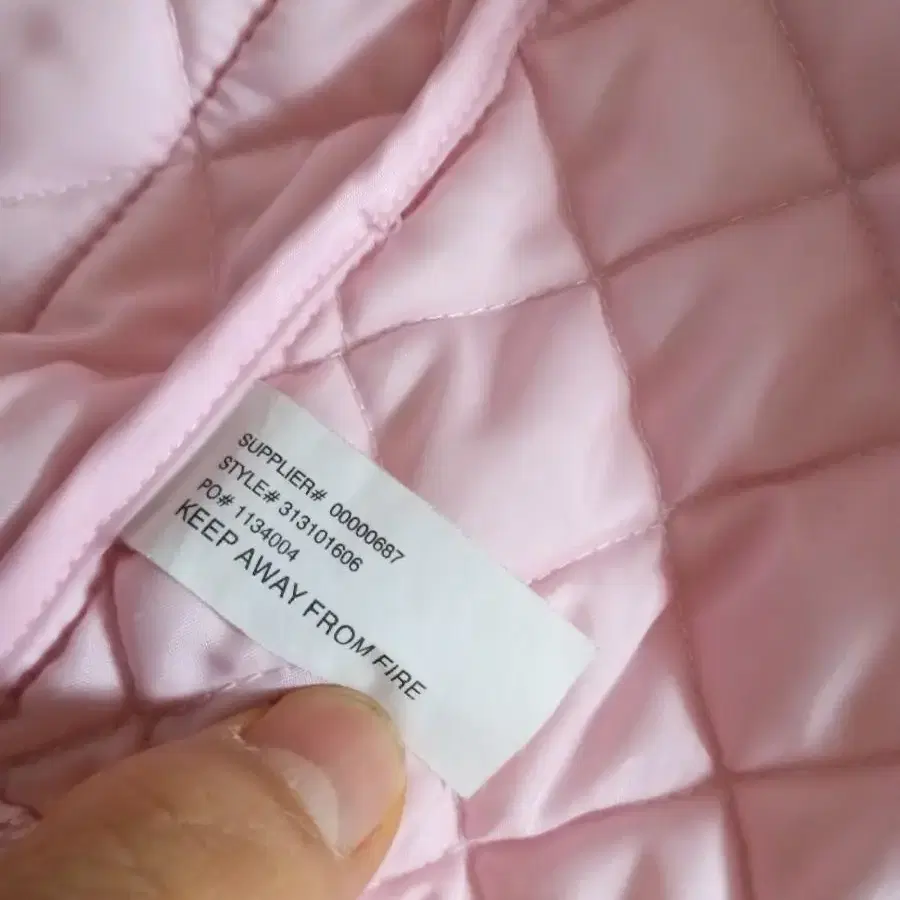 SUPPLIER# 00000687
STYLE# 313101606
PO# 1134004
KEEP AWAY FROM FIRE